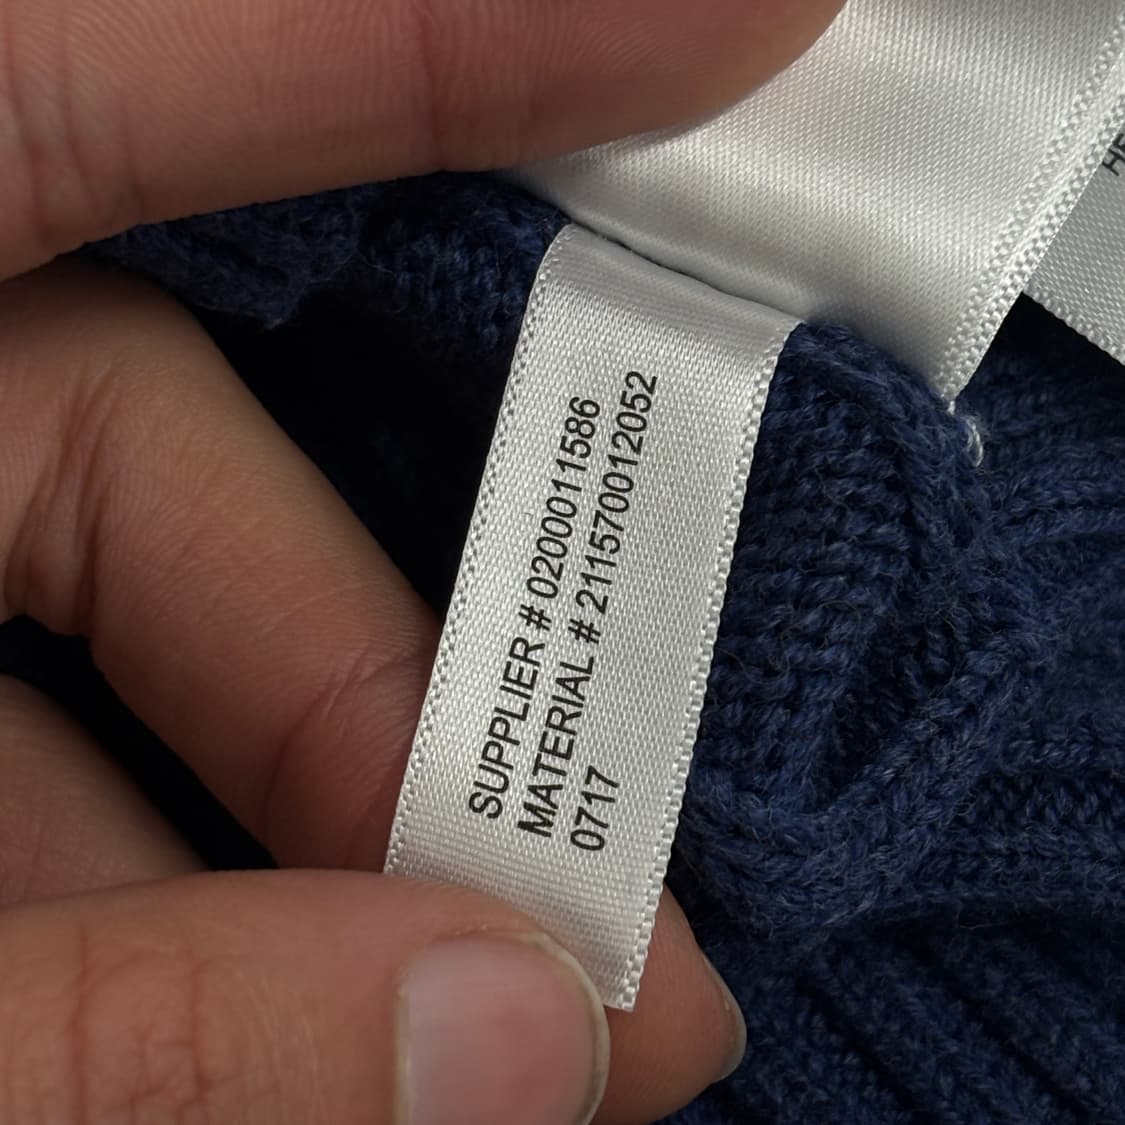 SUPPLIER # 0200011586
MATERIAL # 211570012052
0717